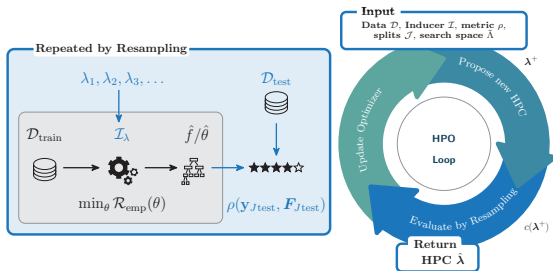 Repeated by Resampling
λ₁, λ₂, λ₃, . . .
𝒟test
𝒟train
ℐλ
f̂/θ̂
minθ ℛemp(θ)
ρ(y𝒥test, F𝒥test)
Input
Data 𝒟, Inducer ℐ, metric ρ,
splits 𝒥, search space Λ̃
λ⁺
Propose new HPC
Update Optimizer
HPO
Loop
Evaluate by Resampling
c(λ⁺)
Return
HPC λ̂